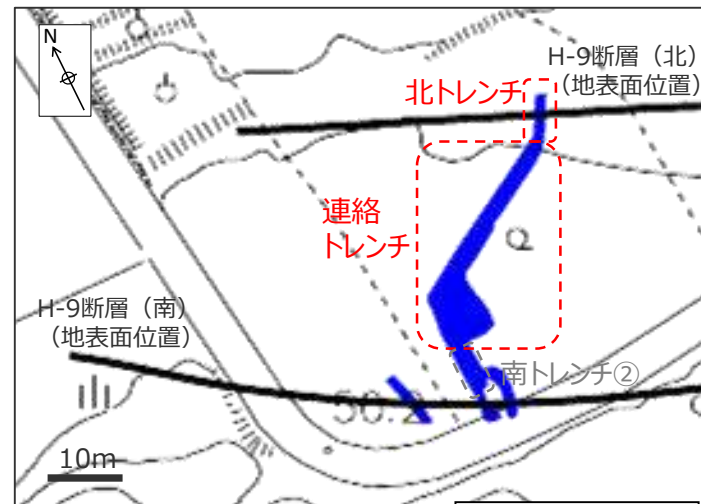 N
H-9断層（北）
（地表面位置）
北トレンチ
連絡
トレンチ
H-9断層（南）
（地表面位置）
南トレンチ②
50.2
10m